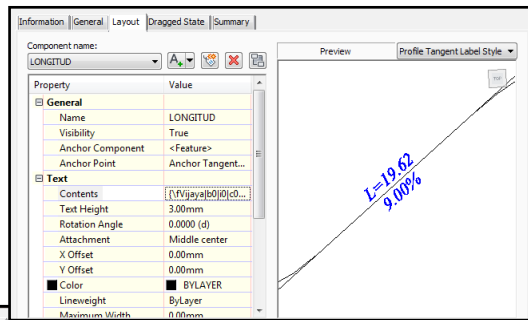 Information General Layout Dragged State Summary
Component name:
LONGITUD
Preview
Profile Tangent Label Style
Property Value
General
Name LONGITUD
Visibility True
Anchor Component <Feature>
Anchor Point Anchor Tangent...
Text
Contents {\fVijaya|b0|i0|c0...
Text Height 3.00mm
Rotation Angle 0.0000 (d)
Attachment Middle center
X Offset 0.00mm
Y Offset 0.00mm
Color BYLAYER
Lineweight ByLayer
Maximum Width 0.00mm
TOP
L=19.62
9.00%